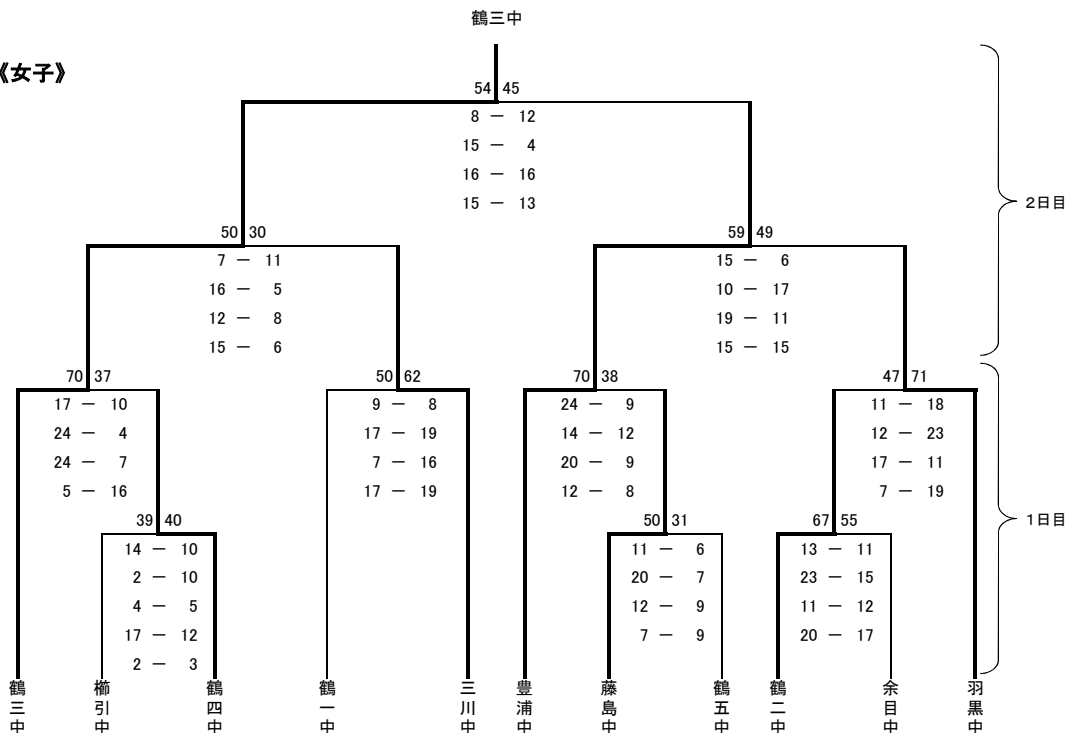 鶴三中
《女子》
54 45
8 － 12
15 － 4
16 － 16
15 － 13
2日目
50 30
59 49
7 － 11
15 － 6
16 － 5
10 － 17
12 － 8
19 － 11
15 － 6
15 － 15
70 37
50 62
70 38
47 71
17 － 10
9 － 8
24 － 9
11 － 18
24 － 4
17 － 19
14 － 12
12 － 23
24 － 7
7 － 16
20 － 9
17 － 11
5 － 16
17 － 19
12 － 8
7 － 19
39 40
50 31
67 55
1日目
14 － 10
11 － 6
13 － 11
2 － 10
20 － 7
23 － 15
4 － 5
12 － 9
11 － 12
17 － 12
7 － 9
20 － 17
2 － 3
鶴三中
櫛引中
鶴四中
鶴一中
三川中
豊浦中
藤島中
鶴五中
鶴二中
余目中
羽黒中